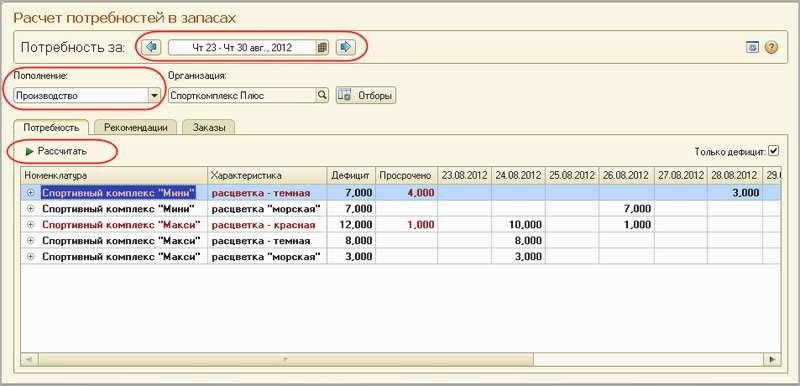 Расчет потребностей в запасах
Потребность за: Чт 23 - Чт 30 авг., 2012
Пополнение: Организация:
Производство Спорткомплекс Плюс Отборы
Потребность Рекомендации Заказы
Рассчитать Только дефицит:
Номенклатура Характеристика Дефицит Просрочено 23.08.2012 24.08.2012 25.08.2012 26.08.2012 27.08.2012 28.08.2012 29.0
Спортивный комплекс "Мини" расцветка - темная 7,000 4,000 3,000
Спортивный комплекс "Мини" расцветка "морская" 7,000 7,000
Спортивный комплекс "Макси" расцветка - красная 12,000 1,000 10,000 1,000
Спортивный комплекс "Макси" расцветка - темная 8,000 8,000
Спортивный комплекс "Макси" расцветка "морская" 3,000 3,000